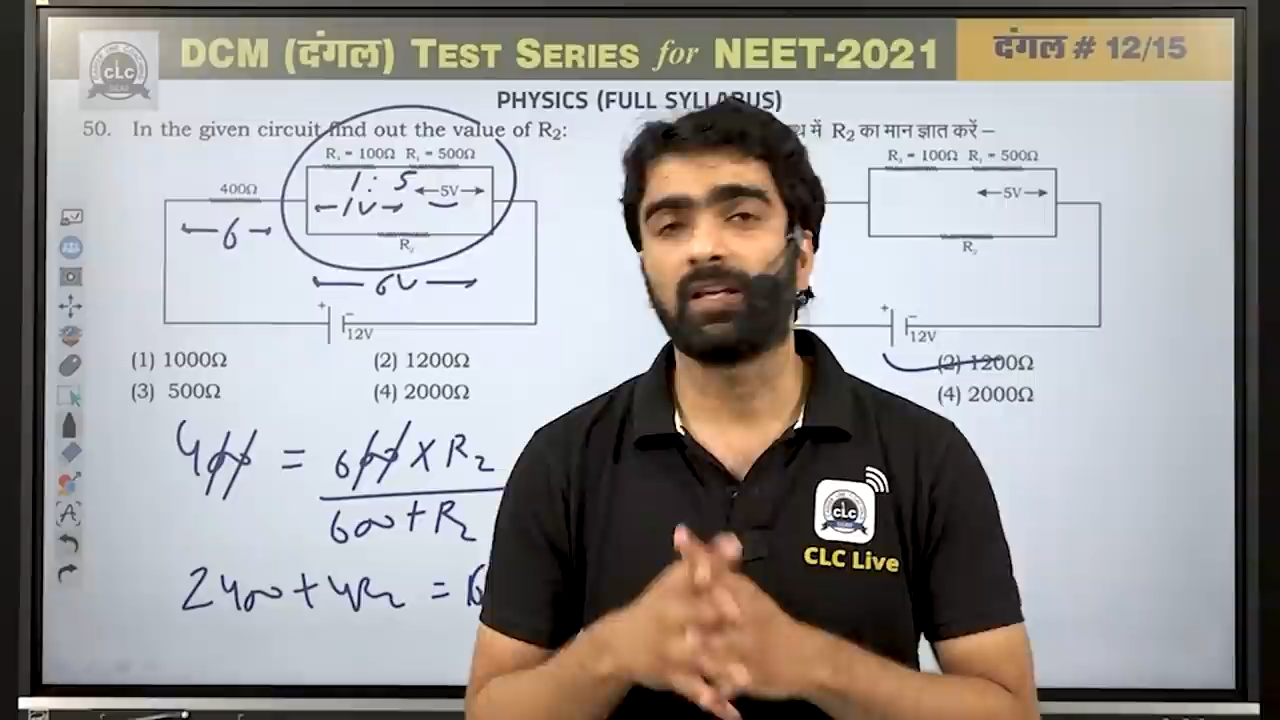 DCM (दंगल) TEST SERIES for NEET-2021
दंगल # 12/15
CLC
PHYSICS (FULL SYLLABUS)
50. In the given circuit find out the value of R₂:
में R₂ का मान ज्ञात करें –
R₁ = 100Ω R₁ = 500Ω
400Ω
1 : 5
←5V→
1V
6
R₂
6V
+ –
12V
(1) 1000Ω (2) 1200Ω
(3) 500Ω (4) 2000Ω
R₁ = 100Ω R₁ = 500Ω
←5V→
R₂
+ –
12V
(2) 1200Ω
(4) 2000Ω
400 = 600 × R₂
600 + R₂
2400 + 4R₂ = 6
CLC
CLC Live